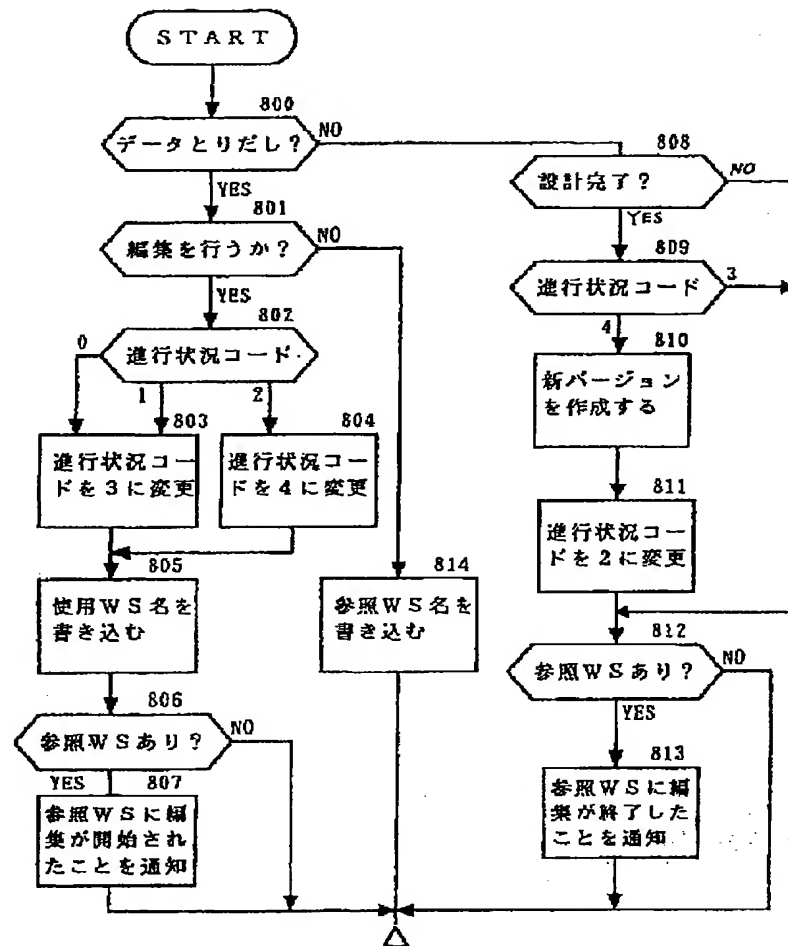 START
800
データとりだし?
NO
YES
801
編集を行うか?
NO
YES
802
進行状況コード
0
1
2
803
進行状況コー
ドを3に変更
804
進行状況コー
ドを4に変更
805
使用WS名を
書き込む
814
参照WS名を
書き込む
806
参照WSあり?
NO
YES
807
参照WSに編
集が開始され
たことを通知
808
設計完了?
NO
YES
809
進行状況コード
3
4
810
新バージョン
を作成する
811
進行状況コー
ドを2に変更
812
参照WSあり?
NO
YES
813
参照WSに編
集が終了した
ことを通知